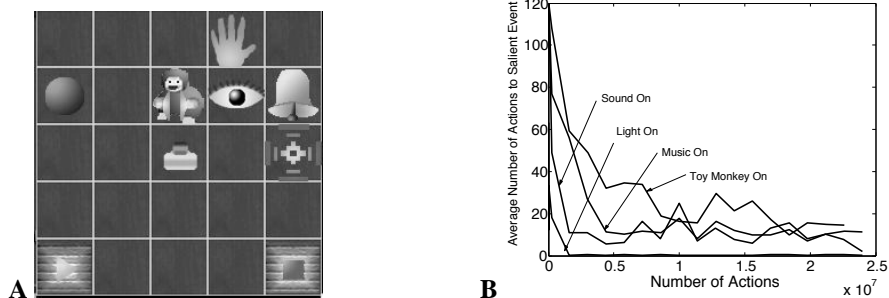 A
B
Average Number of Actions to Salient Event
120
100
80
60
40
20
0
Sound On
Light On
Music On
Toy Monkey On
0 0.5 1 1.5 2 2.5
Number of Actions
x 10^7